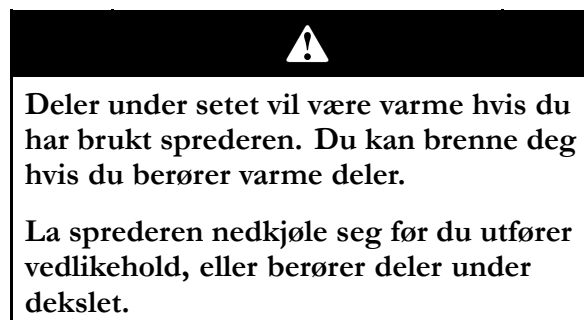 Deler under setet vil være varme hvis du
har brukt sprederen. Du kan brenne deg
hvis du berører varme deler.
La sprederen nedkjøle seg før du utfører
vedlikehold, eller berører deler under
dekslet.